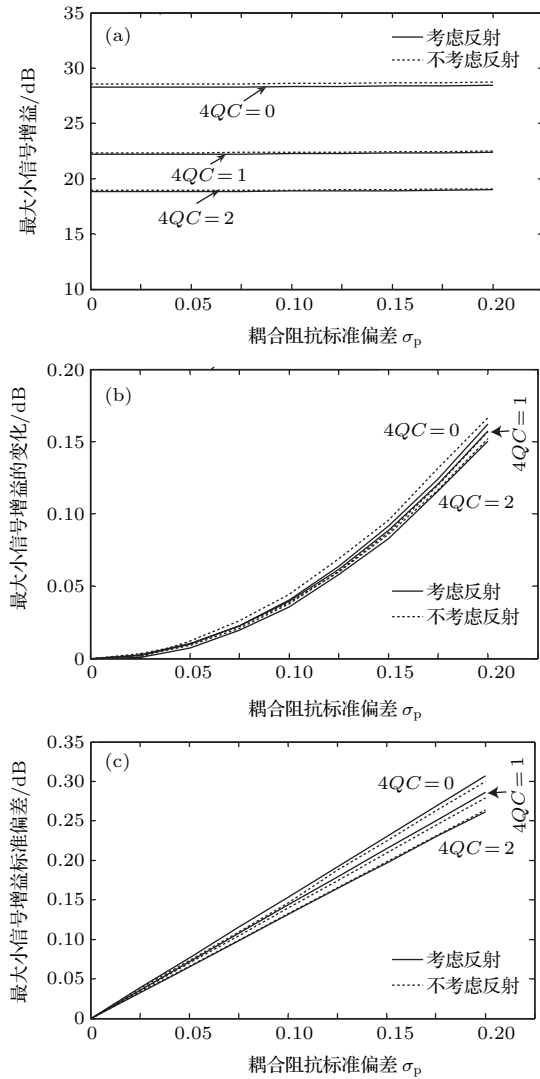 (a)
考虑反射
不考虑反射
4QC=0
4QC=1
4QC=2
35
30
25
20
15
10
0
0.05
0.10
0.15
0.20
最大小信号增益/dB
耦合阻抗标准偏差 σp
(b)
4QC=0
4QC=1
4QC=2
考虑反射
不考虑反射
0.20
0.15
0.10
0.05
0
0
0.05
0.10
0.15
0.20
最大小信号增益的变化/dB
耦合阻抗标准偏差 σp
(c)
4QC=0
4QC=1
4QC=2
考虑反射
不考虑反射
0.35
0.30
0.25
0.20
0.15
0.10
0.05
0
0
0.05
0.10
0.15
0.20
最大小信号增益标准偏差/dB
耦合阻抗标准偏差 σp